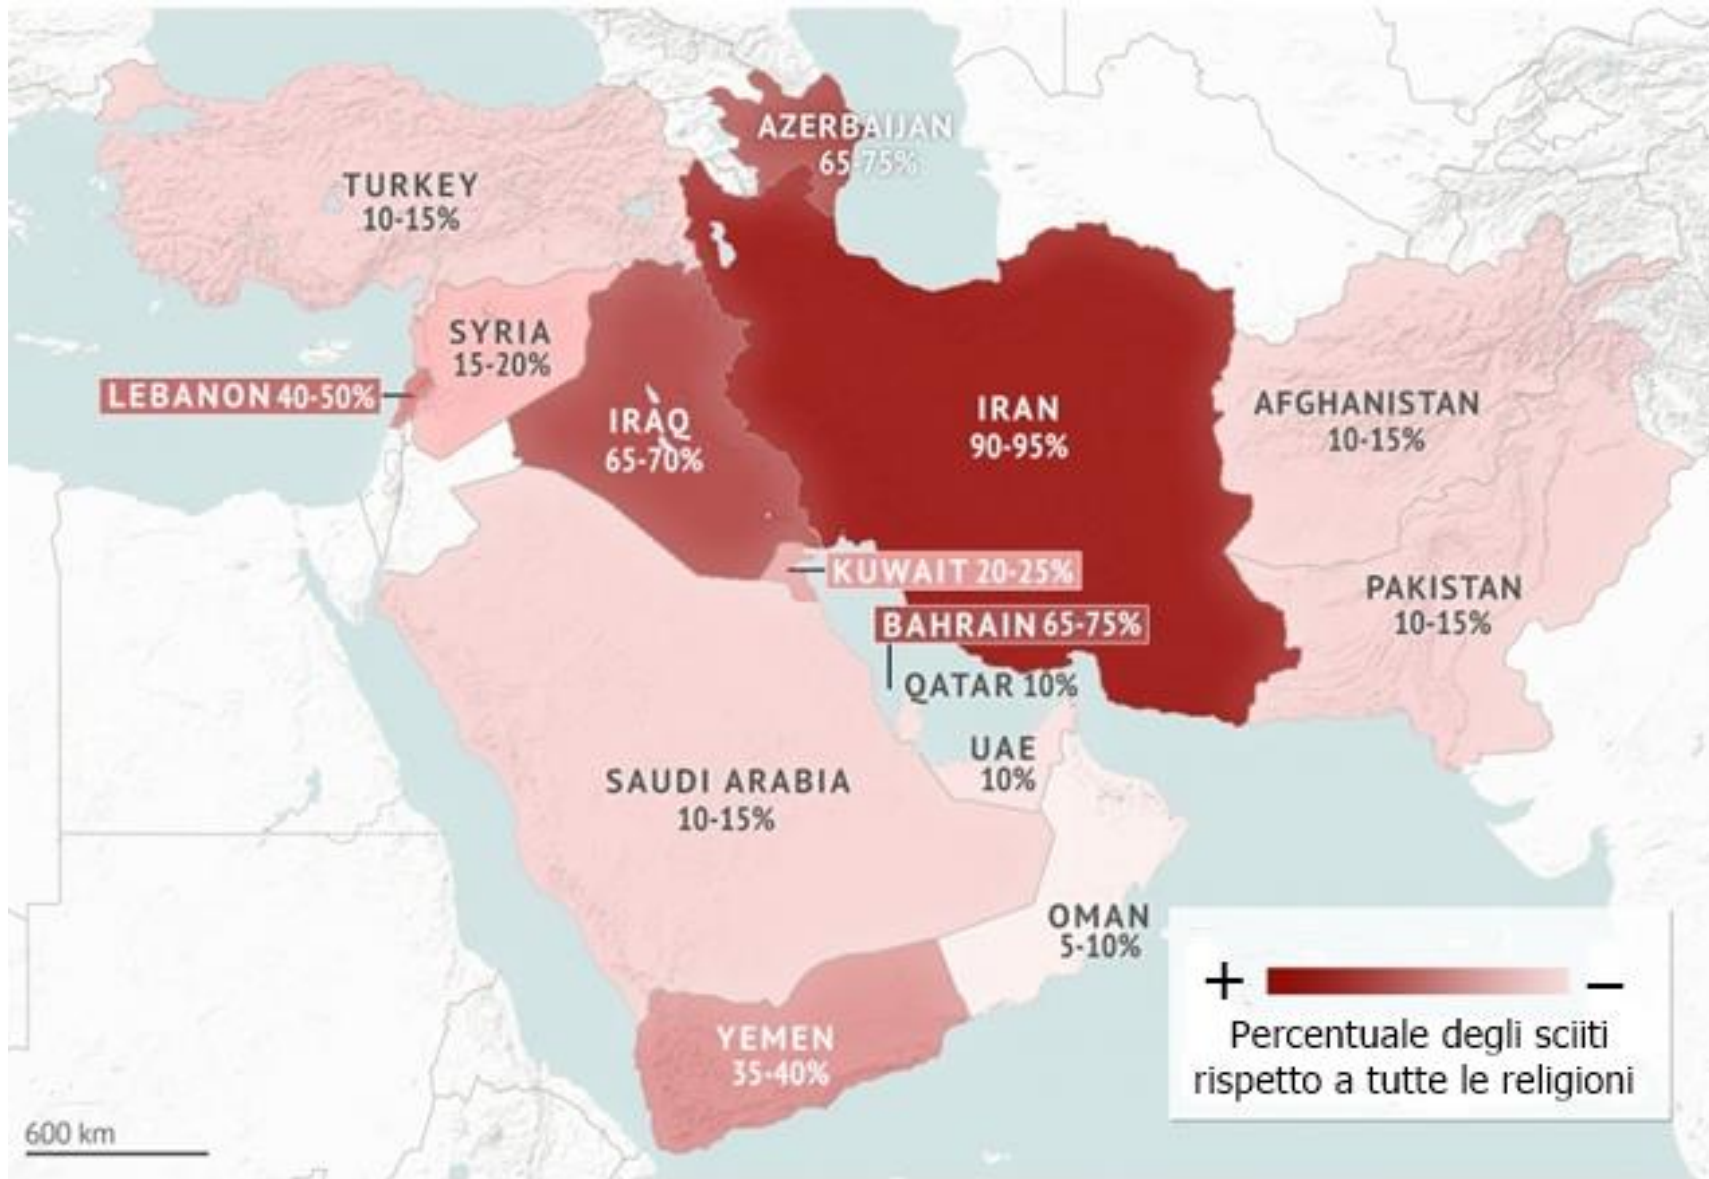 AZERBAIJAN
65-75%
TURKEY
10-15%
SYRIA
15-20%
LEBANON 40-50%
IRAQ
65-70%
IRAN
90-95%
AFGHANISTAN
10-15%
KUWAIT 20-25%
PAKISTAN
10-15%
BAHRAIN 65-75%
QATAR 10%
UAE
10%
SAUDI ARABIA
10-15%
OMAN
5-10%
YEMEN
35-40%
+ −
Percentuale degli sciiti
rispetto a tutte le religioni
600 km